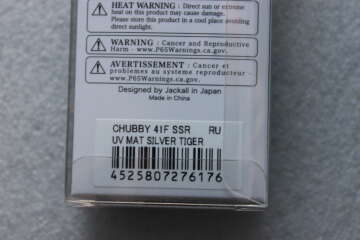 HEAT WARNING : Direct sun or extreme
heat on this product may cause damage.
Please store this product in a cool place avoiding
direct sunlight.
WARNING : Cancer and Reproductive
Harm - www.P65Warnings.ca.gov.
AVERTISSEMENT : Cancer et
problèmes au système reproducteur -
www.P65Warnings.ca.gov.
Designed by Jackall in Japan
Made in China
CHUBBY 41F SSR RU
UV MAT SILVER TIGER
4525807276176